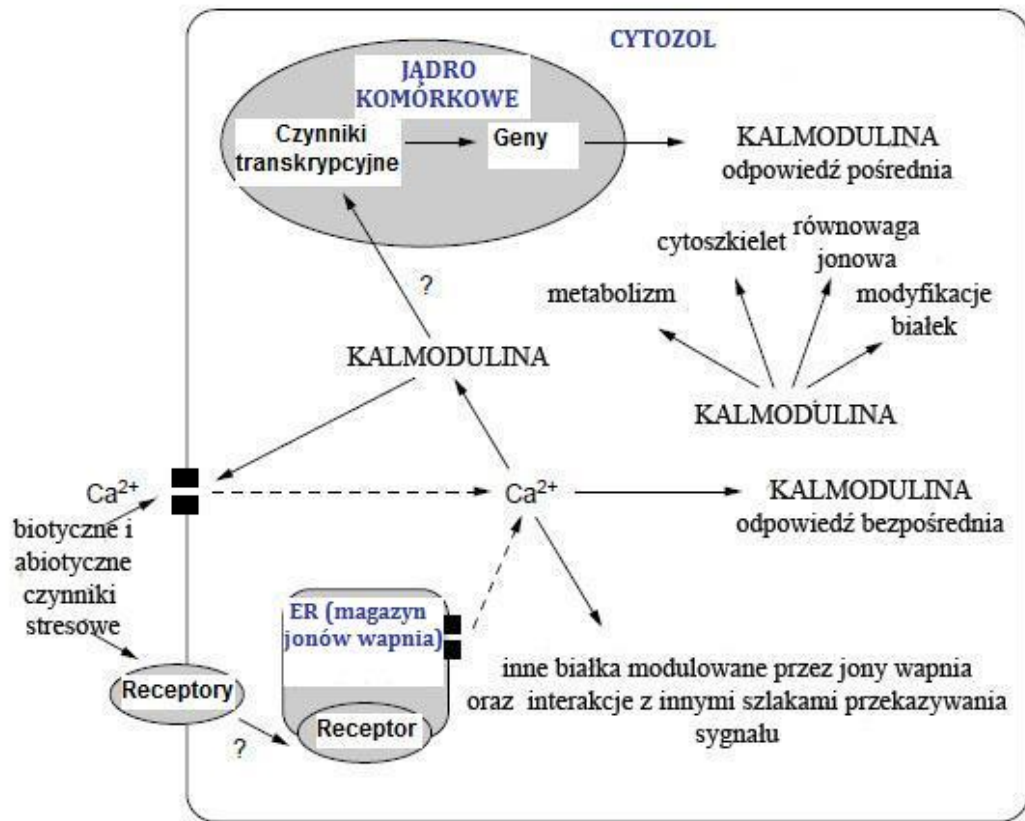 CYTOZOL
JĄDRO
KOMÓRKOWE
Czynniki
transkrypcyjne
Geny
KALMODULINA
odpowiedź pośrednia
cytoszkielet
równowaga
jonowa
metabolizm
modyfikacje
białek
?
KALMODULINA
KALMODULINA
Ca²⁺
Ca²⁺
KALMODULINA
odpowiedź bezpośrednia
biotyczne i
abiotyczne
czynniki
stresowe
ER (magazyn
jonów wapnia)
inne białka modulowane przez jony wapnia
oraz interakcje z innymi szlakami przekazywania
sygnału
Receptory
?
Receptor